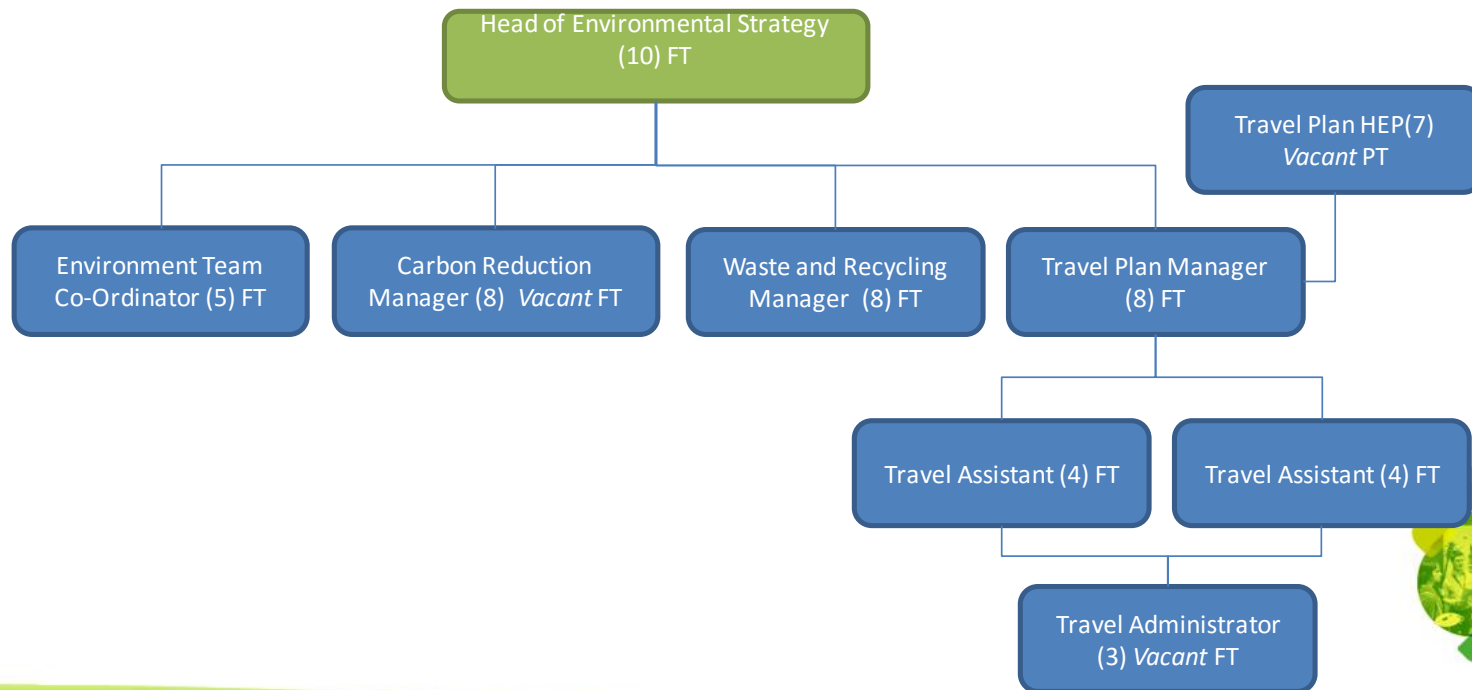 Head of Environmental Strategy
(10) FT
Travel Plan HEP(7)
Vacant PT
Environment Team
Co-Ordinator (5) FT
Carbon Reduction
Manager (8) Vacant FT
Waste and Recycling
Manager (8) FT
Travel Plan Manager
(8) FT
Travel Assistant (4) FT
Travel Assistant (4) FT
Travel Administrator
(3) Vacant FT